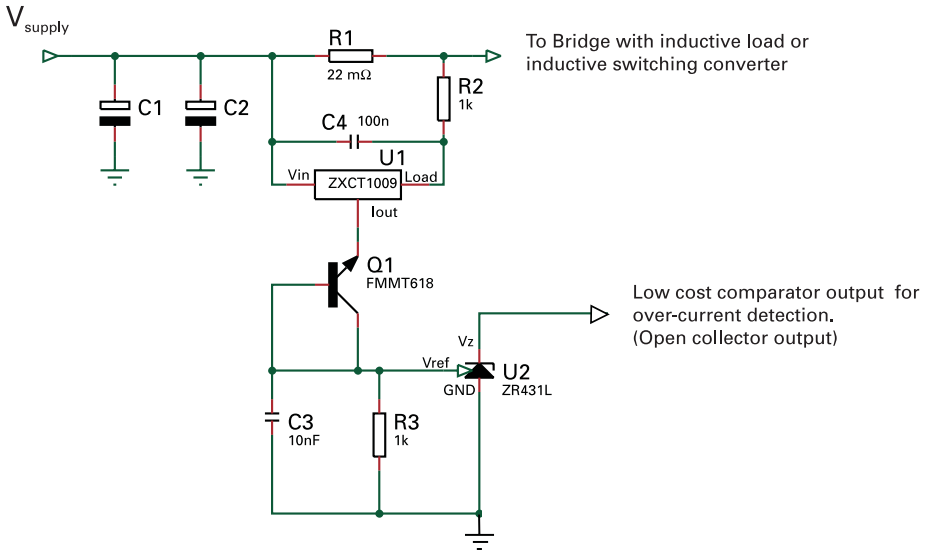 Vsupply
R1
22 mΩ
To Bridge with inductive load or
inductive switching converter
R2
1k
C1
C2
C4 100n
U1
Vin
ZXCT1009
Load
Iout
Q1
FMMT618
Low cost comparator output for
over-current detection.
(Open collector output)
Vz
Vref
U2
GND
ZR431L
C3
10nF
R3
1k